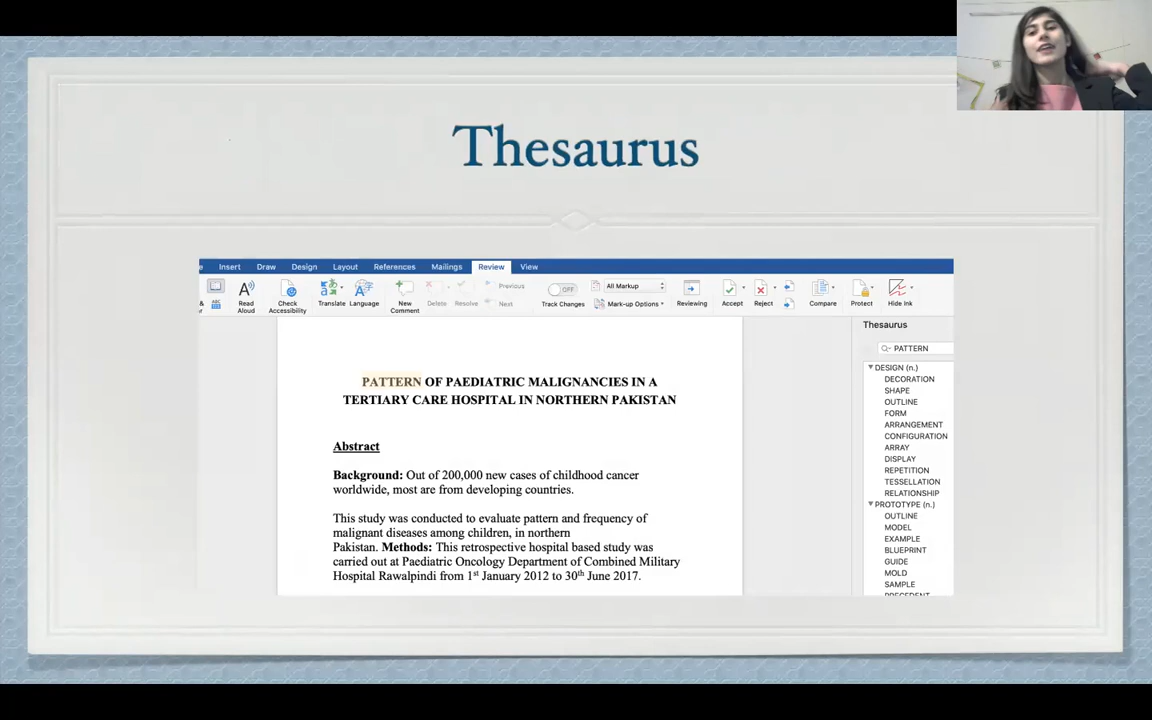 Thesaurus
Insert Draw Design Layout References Mailings Review View
Read Aloud
Check Accessibility
Translate
Language
New Comment
Delete
Resolve
Previous
Next
OFF
Track Changes
All Markup
Mark-up Options
Reviewing
Accept
Reject
Compare
Protect
Hide Ink
ABC
Thesaurus
PATTERN
PATTERN OF PAEDIATRIC MALIGNANCIES IN A
TERTIARY CARE HOSPITAL IN NORTHERN PAKISTAN
Abstract
Background: Out of 200,000 new cases of childhood cancer
worldwide, most are from developing countries.
This study was conducted to evaluate pattern and frequency of
malignant diseases among children, in northern
Pakistan. Methods: This retrospective hospital based study was
carried out at Paediatric Oncology Department of Combined Military
Hospital Rawalpindi from 1st January 2012 to 30th June 2017.
DESIGN (n.)
DECORATION
SHAPE
OUTLINE
FORM
ARRANGEMENT
CONFIGURATION
ARRAY
DISPLAY
REPETITION
TESSELLATION
RELATIONSHIP
PROTOTYPE (n.)
OUTLINE
MODEL
EXAMPLE
BLUEPRINT
GUIDE
MOLD
SAMPLE